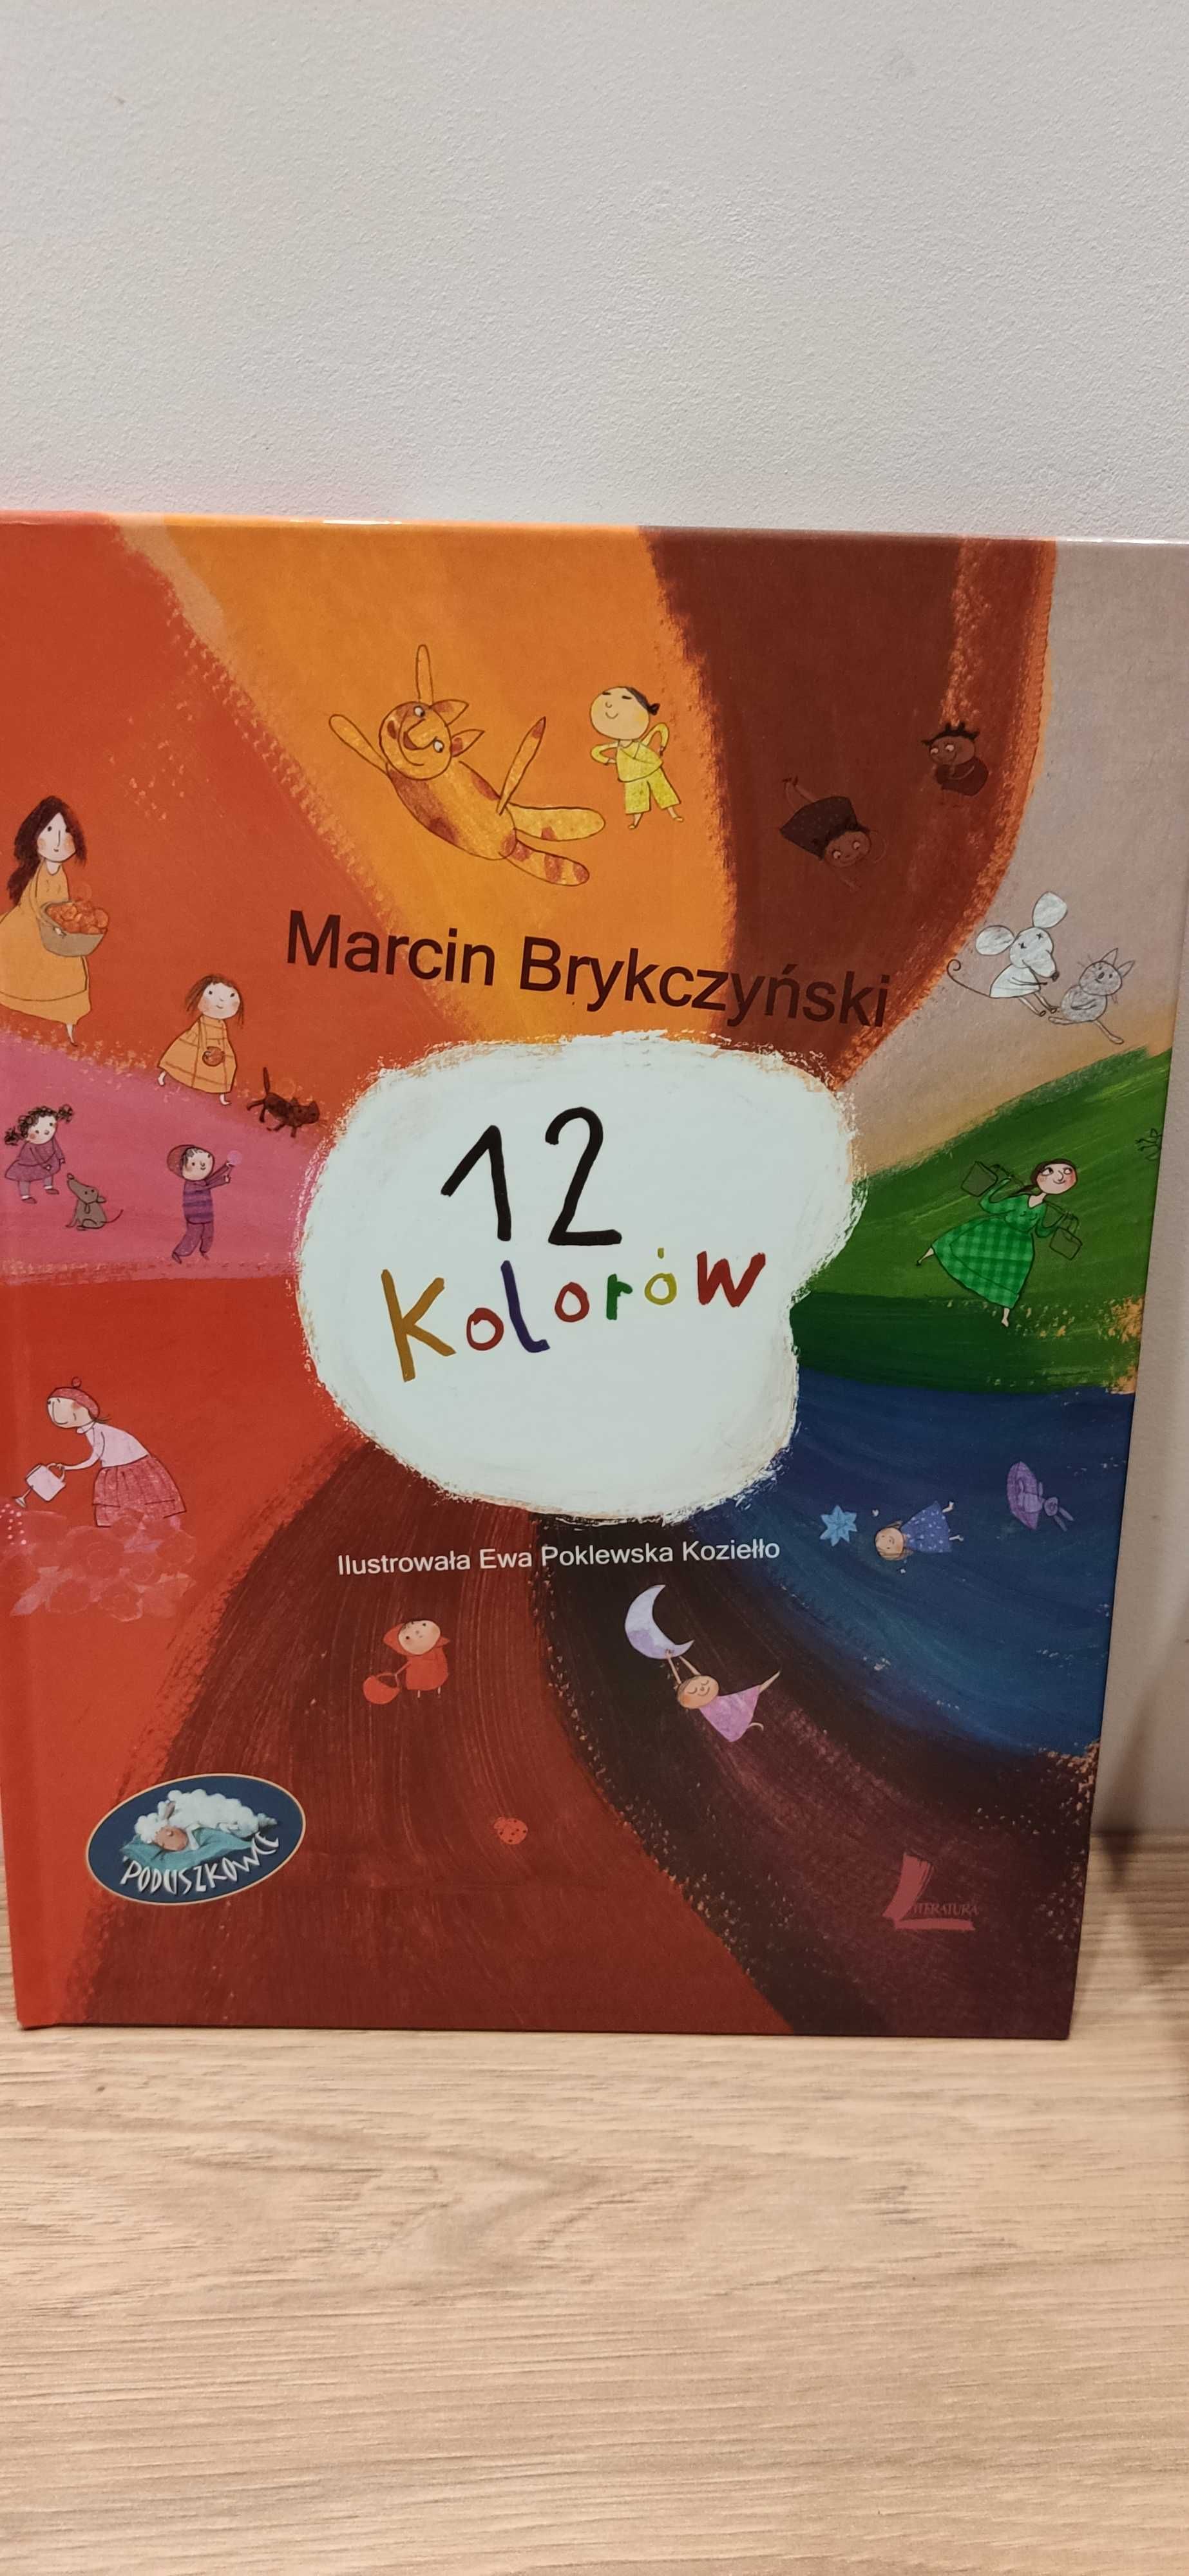 Marcin Brykczyński
12
Kolorów
Ilustrowała Ewa Poklewska Koziełło
PODUSZKOWCE
LITERATURA